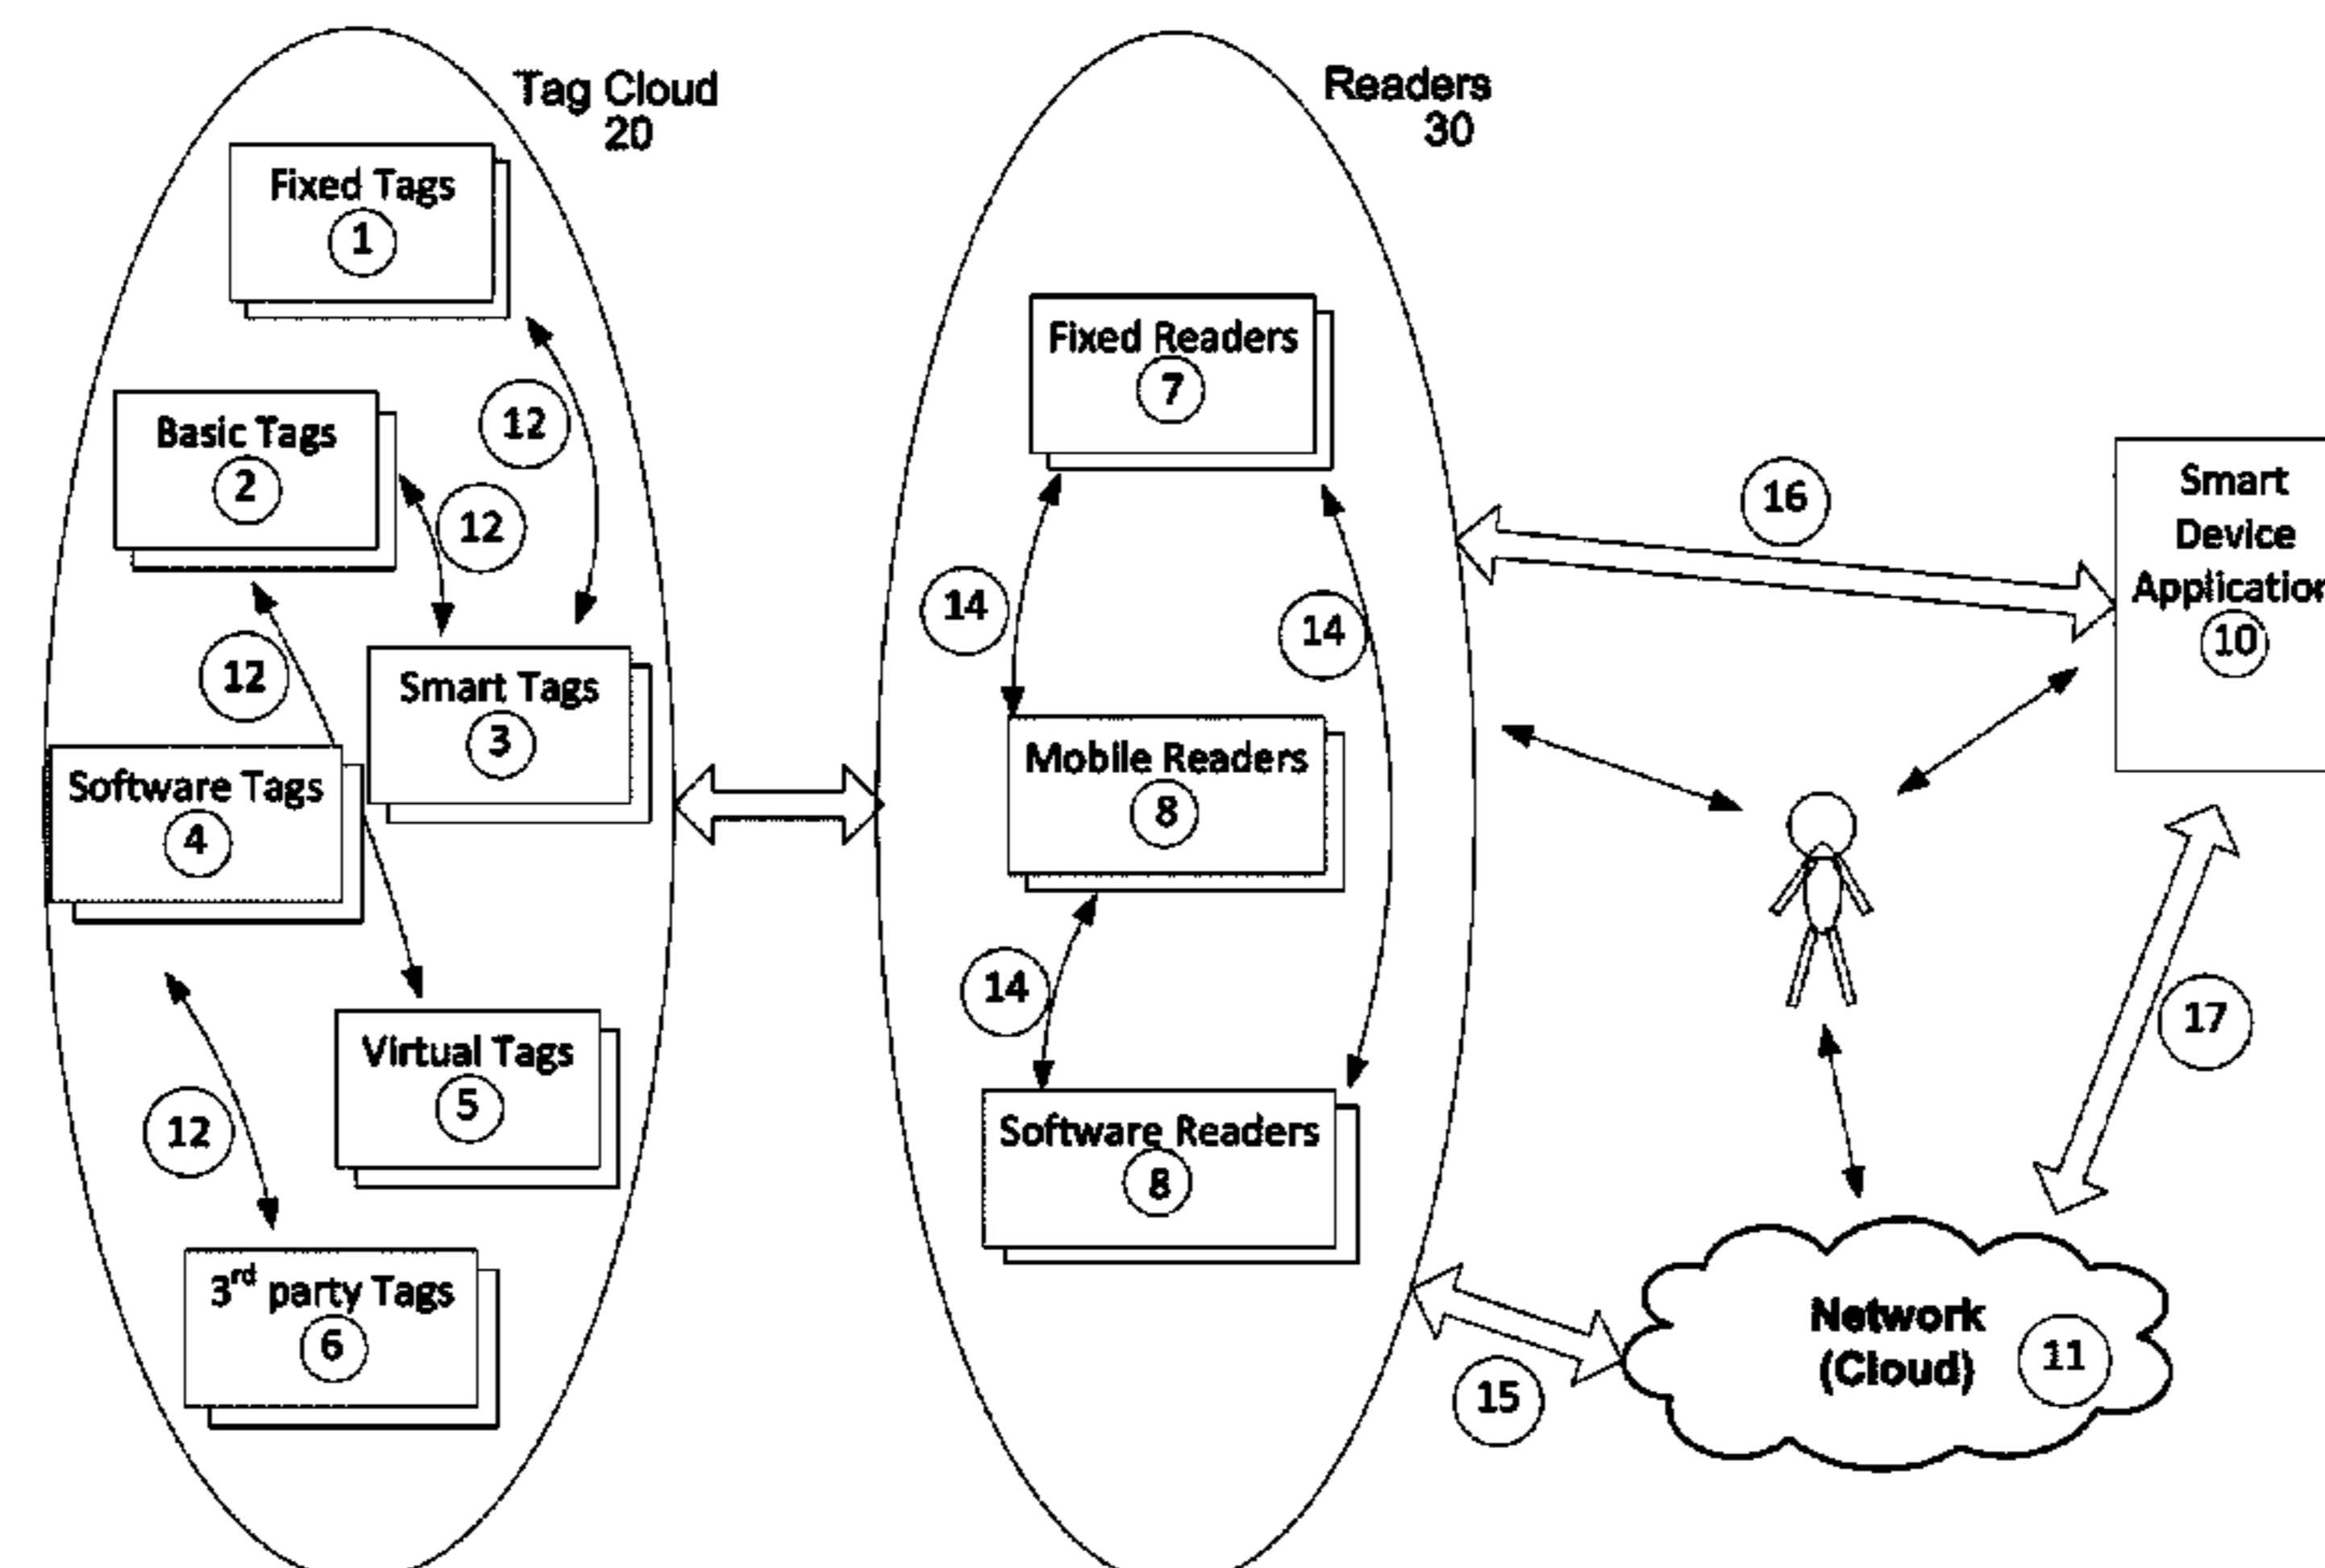 Tag Cloud
20
Fixed Tags
1
Basic Tags
2
12
12
12
Smart Tags
3
Software Tags
4
Virtual Tags
5
12
3rd party Tags
6
Readers
30
Fixed Readers
7
14
14
Mobile Readers
8
14
Software Readers
8
16
Smart
Device
Application
10
17
15
Network
(Cloud)
11